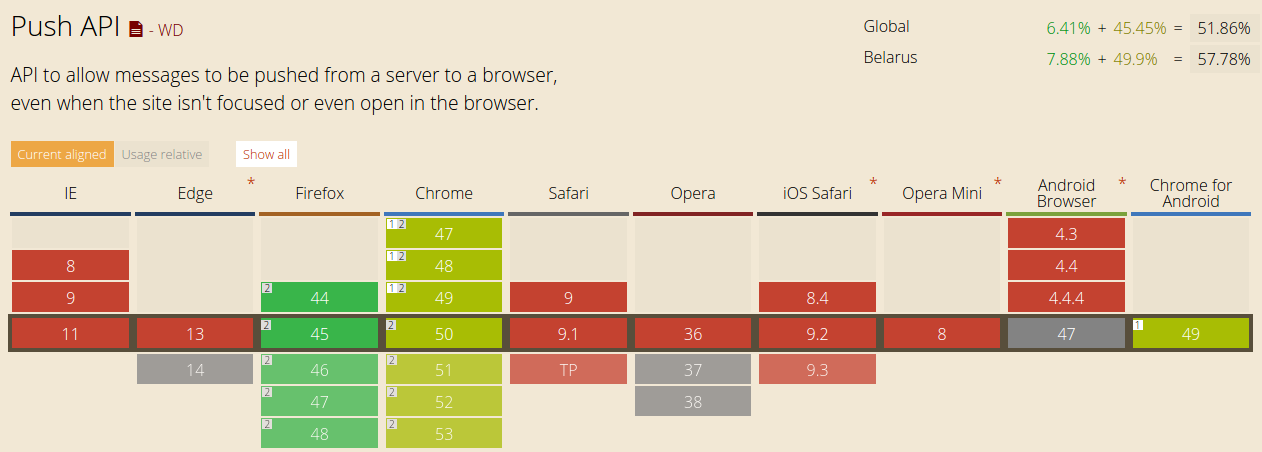 Push API - WD
Global 6.41% + 45.45% = 51.86%
Belarus 7.88% + 49.9% = 57.78%
API to allow messages to be pushed from a server to a browser,
even when the site isn't focused or even open in the browser.
Current aligned Usage relative Show all
IE Edge * Firefox Chrome Safari Opera iOS Safari * Opera Mini * Android Browser * Chrome for Android
1 2 47 4.3
8 1 2 48 4.4
9 2 44 1 2 49 9 8.4 4.4.4
11 13 2 45 2 50 9.1 36 9.2 8 47 1 49
14 2 46 2 51 TP 37 9.3
2 47 2 52 38
2 48 2 53